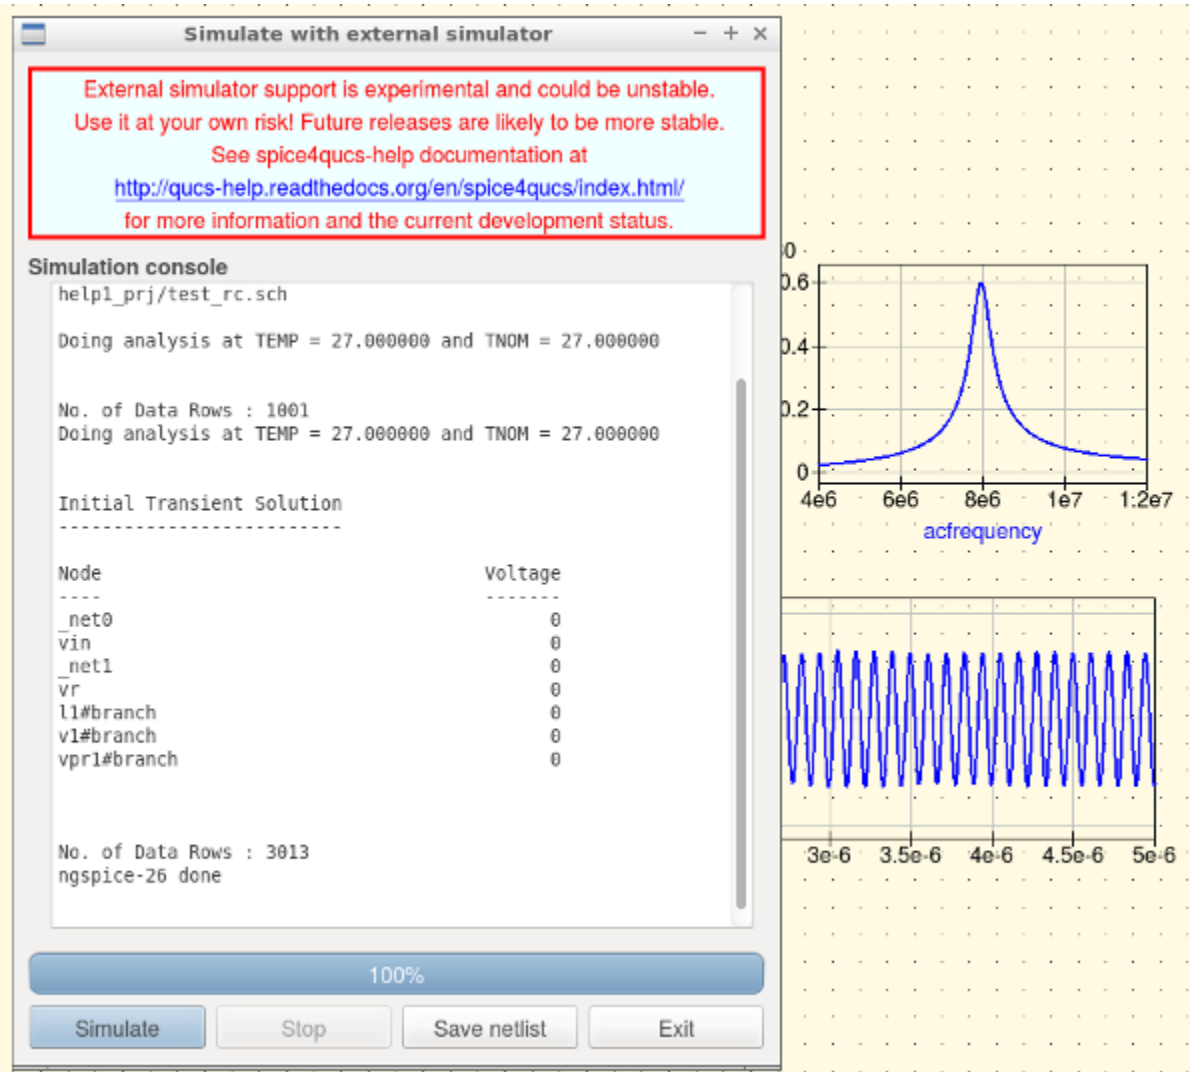 Simulate with external simulator
External simulator support is experimental and could be unstable.
Use it at your own risk! Future releases are likely to be more stable.
See spice4qucs-help documentation at
http://qucs-help.readthedocs.org/en/spice4qucs/index.html/
for more information and the current development status.
Simulation console
help1_prj/test_rc.sch
Doing analysis at TEMP = 27.000000 and TNOM = 27.000000
No. of Data Rows : 1001
Doing analysis at TEMP = 27.000000 and TNOM = 27.000000
Initial Transient Solution
--------------------------
Node Voltage
---- -------
_net0 0
vin 0
_net1 0
vr 0
l1#branch 0
v1#branch 0
vpr1#branch 0
No. of Data Rows : 3013
ngspice-26 done
100%
Simulate Stop Save netlist Exit
0.6
0.4
0.2
0
4e6 6e6 8e6 1e7 1.2e7
acfrequency
3e-6 3.5e-6 4e-6 4.5e-6 5e-6